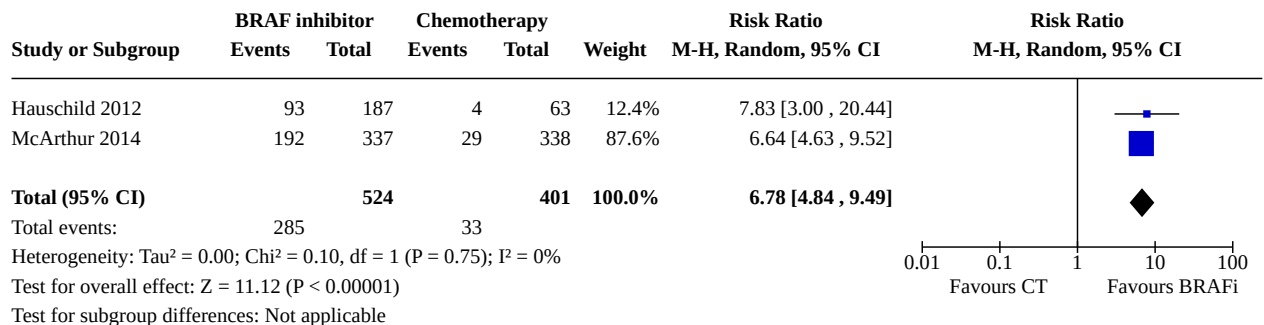 BRAF inhibitor Chemotherapy Risk Ratio Risk Ratio
Study or Subgroup Events Total Events Total Weight M-H, Random, 95% CI M-H, Random, 95% CI
Hauschild 2012 93 187 4 63 12.4% 7.83 [3.00 , 20.44]
McArthur 2014 192 337 29 338 87.6% 6.64 [4.63 , 9.52]
Total (95% CI) 524 401 100.0% 6.78 [4.84 , 9.49]
Total events: 285 33
Heterogeneity: Tau² = 0.00; Chi² = 0.10, df = 1 (P = 0.75); I² = 0%
0.01 0.1 1 10 100
Test for overall effect: Z = 11.12 (P < 0.00001) Favours CT Favours BRAFi
Test for subgroup differences: Not applicable